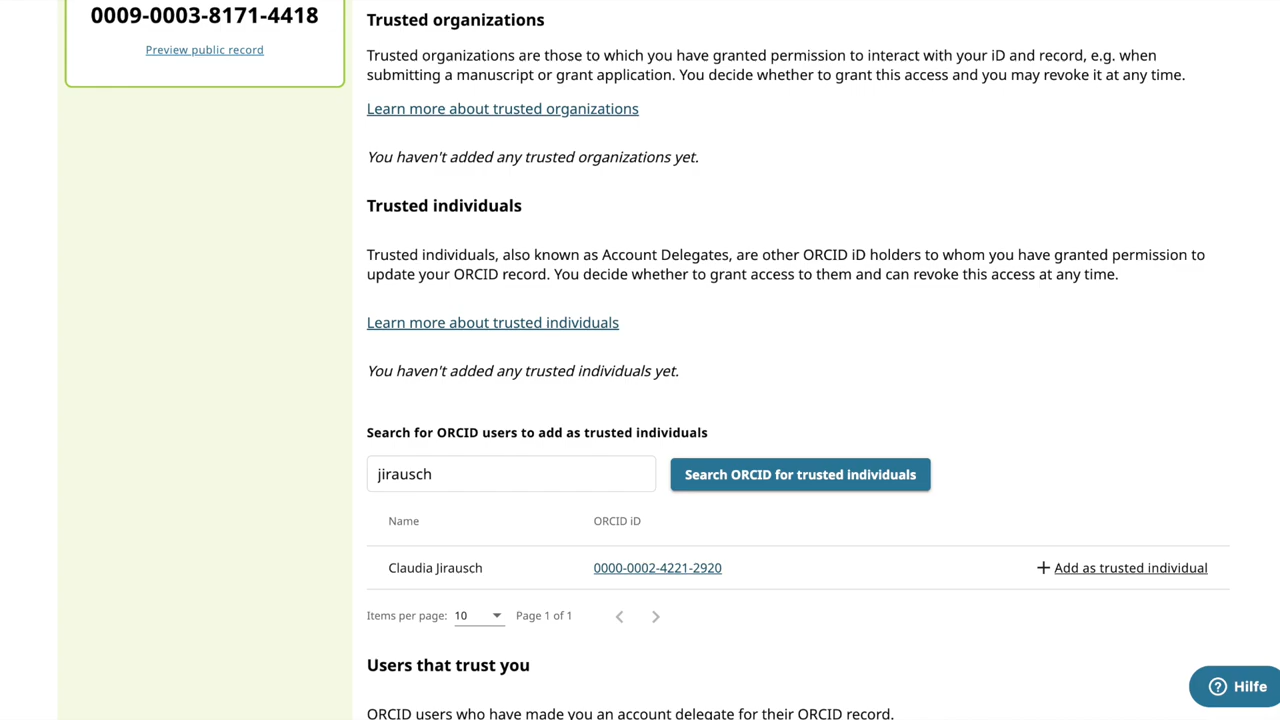 0009-0003-8171-4418
Preview public record
Trusted organizations
Trusted organizations are those to which you have granted permission to interact with your iD and record, e.g. when
submitting a manuscript or grant application. You decide whether to grant this access and you may revoke it at any time.
Learn more about trusted organizations
You haven't added any trusted organizations yet.
Trusted individuals
Trusted individuals, also known as Account Delegates, are other ORCID iD holders to whom you have granted permission to
update your ORCID record. You decide whether to grant access to them and can revoke this access at any time.
Learn more about trusted individuals
You haven't added any trusted individuals yet.
Search for ORCID users to add as trusted individuals
jirausch Search ORCID for trusted individuals
Name ORCID iD
Claudia Jirausch 0000-0002-4221-2920 + Add as trusted individual
Items per page: 10 Page 1 of 1
Users that trust you
Hilfe
ORCID users who have made you an account delegate for their ORCID record.